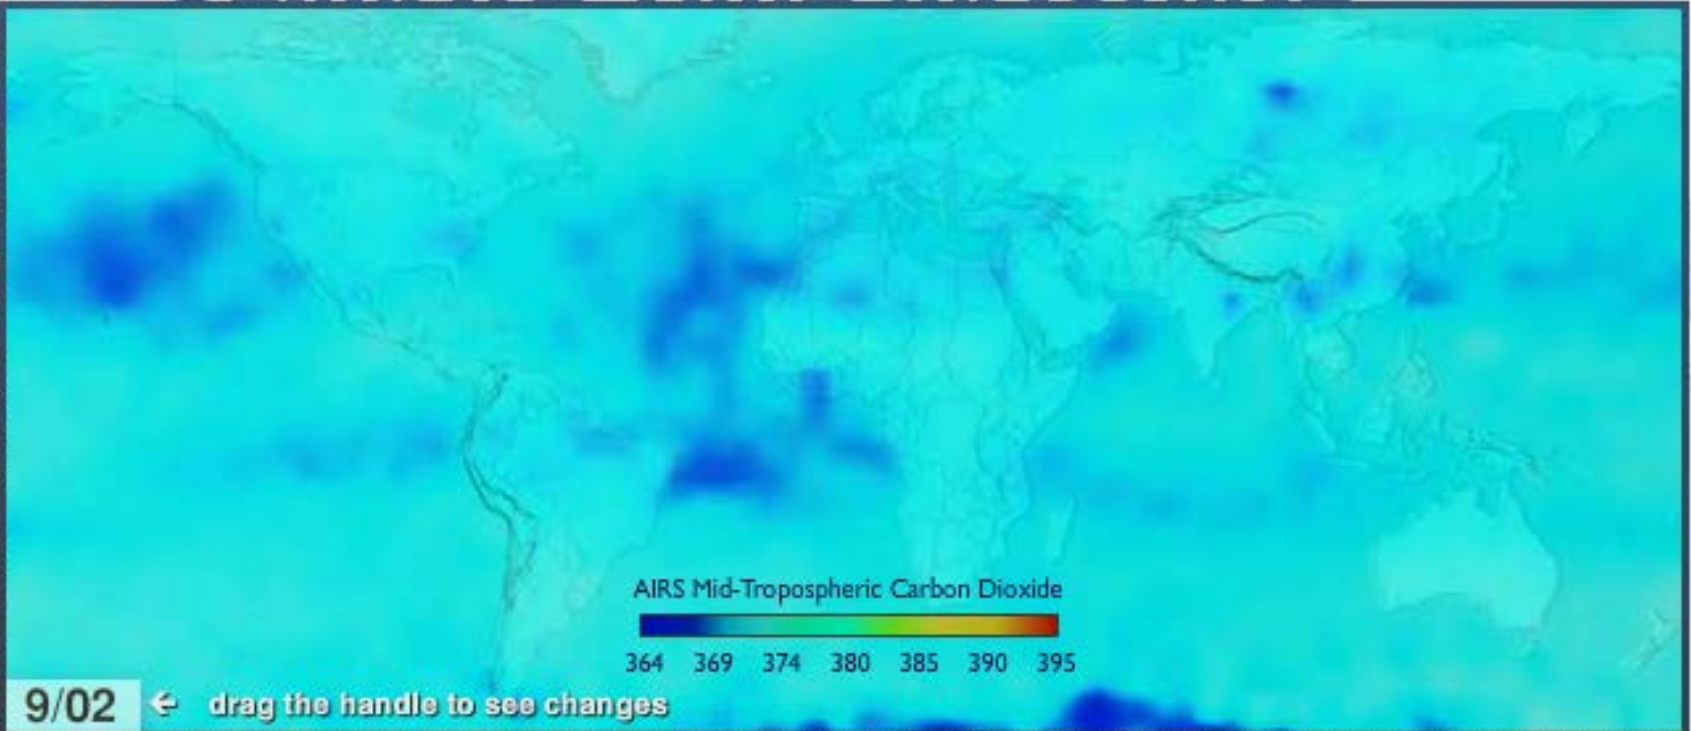 AIRS Mid-Tropospheric Carbon Dioxide
364 369 374 380 385 390 395
9/02 ← drag the handle to see changes